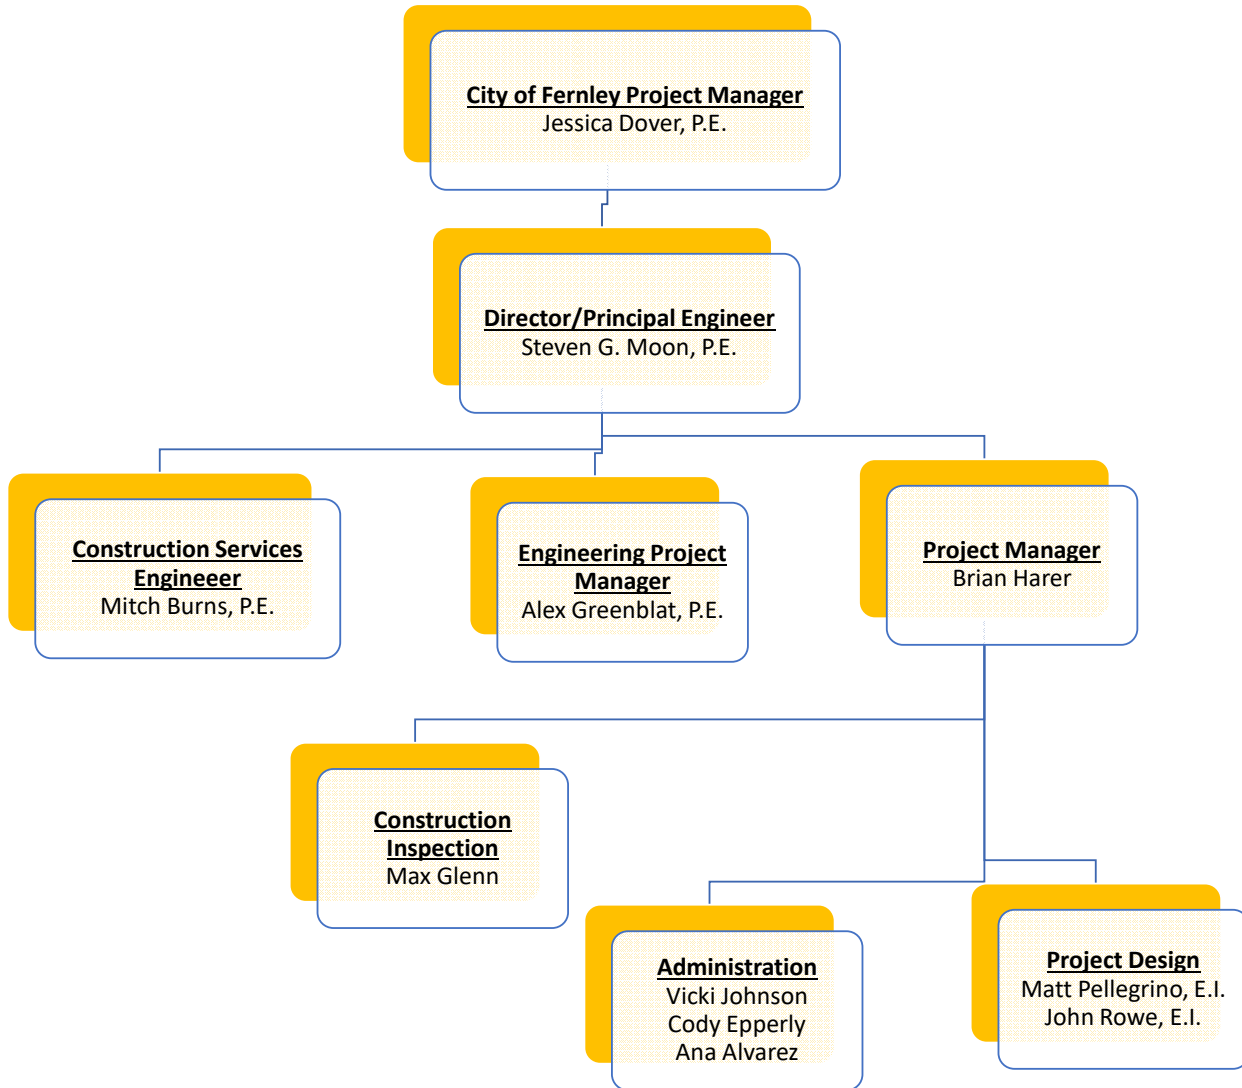 City of Fernley Project Manager
Jessica Dover, P.E.
Director/Principal Engineer
Steven G. Moon, P.E.
Construction Services
Engineeer
Mitch Burns, P.E.
Engineering Project
Manager
Alex Greenblat, P.E.
Project Manager
Brian Harer
Construction
Inspection
Max Glenn
Administration
Vicki Johnson
Cody Epperly
Ana Alvarez
Project Design
Matt Pellegrino, E.I.
John Rowe, E.I.